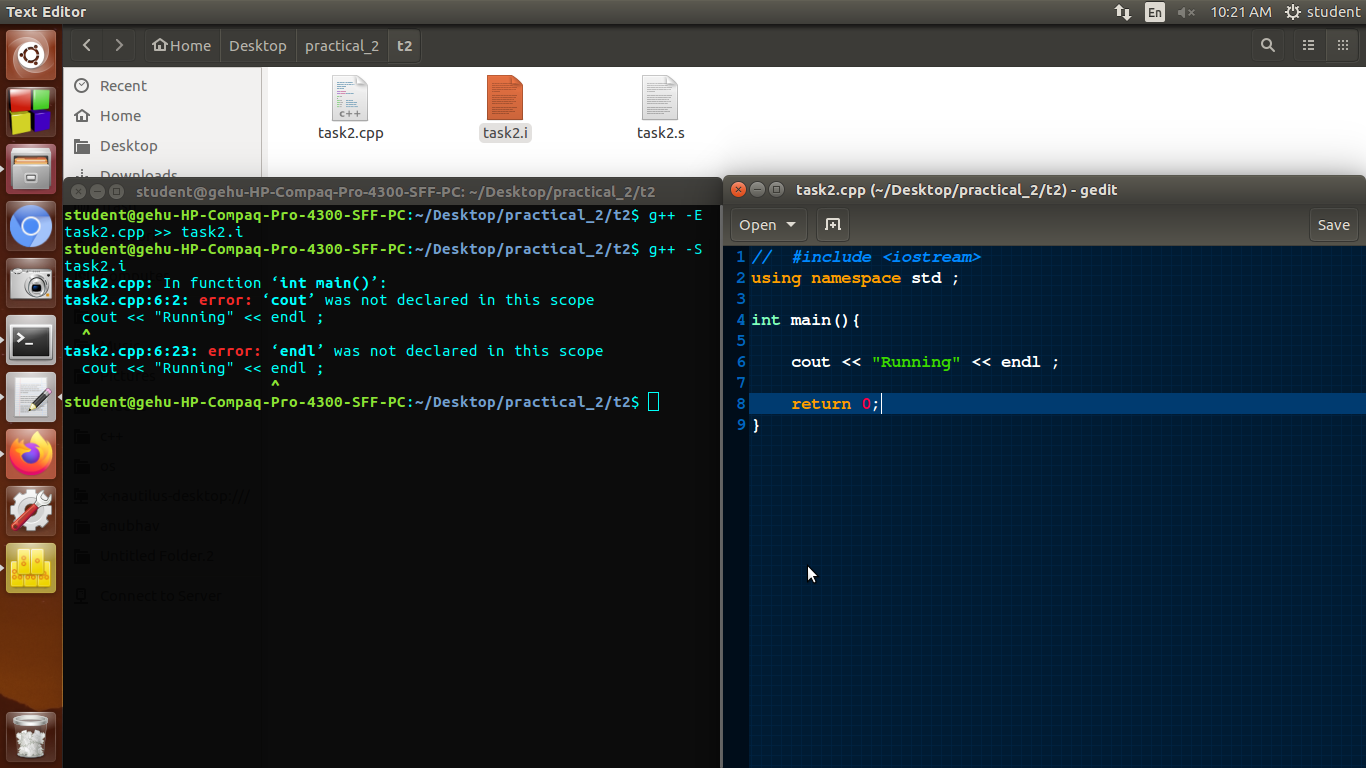 Text Editor
En
10:21 AM
student
Home
Desktop
practical_2
t2
Recent
Home
Desktop
Downloads
task2.cpp
task2.i
task2.s
c++
student@gehu-HP-Compaq-Pro-4300-SFF-PC: ~/Desktop/practical_2/t2
student@gehu-HP-Compaq-Pro-4300-SFF-PC:~/Desktop/practical_2/t2$ g++ -E
task2.cpp >> task2.i
student@gehu-HP-Compaq-Pro-4300-SFF-PC:~/Desktop/practical_2/t2$ g++ -S
task2.i
task2.cpp: In function ‘int main()’:
task2.cpp:6:2: error: ‘cout’ was not declared in this scope
cout << "Running" << endl ;
^
task2.cpp:6:23: error: ‘endl’ was not declared in this scope
cout << "Running" << endl ;
^
student@gehu-HP-Compaq-Pro-4300-SFF-PC:~/Desktop/practical_2/t2$
c++
os
x-nautilus-desktop:///
anubhav
Untitled Folder 2
Connect to Server
task2.cpp (~/Desktop/practical_2/t2) - gedit
Open
Save
1 //  #include <iostream>
2 using namespace std ;
3
4 int main(){
5
6     cout << "Running" << endl ;
7
8     return 0;
9 }